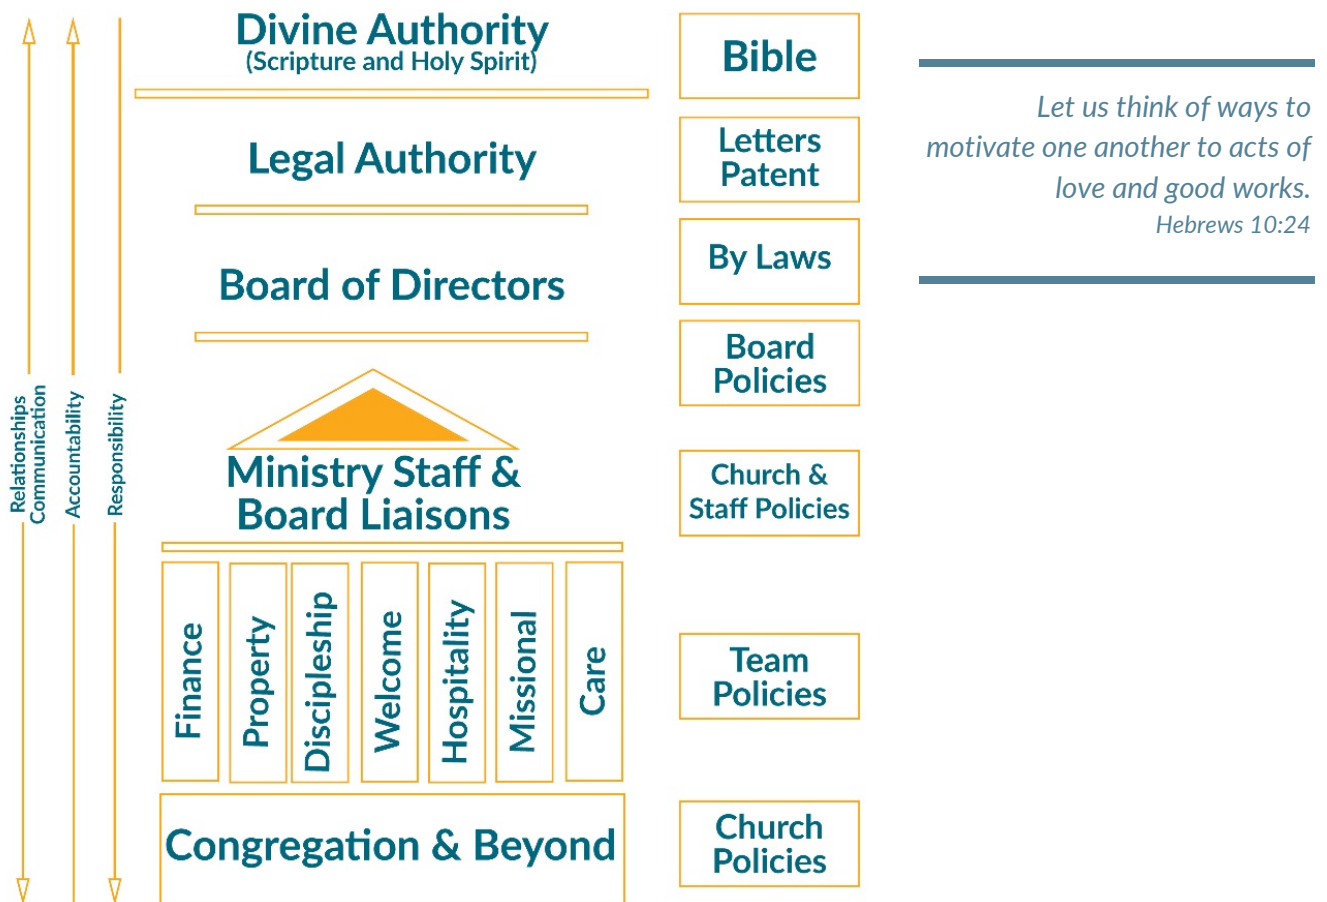 Divine Authority
(Scripture and Holy Spirit)
Legal Authority
Board of Directors
Ministry Staff &
Board Liaisons
Finance
Property
Discipleship
Welcome
Hospitality
Missional
Care
Congregation & Beyond
Relationships
Communication
Accountability
Responsibility
Bible
Letters
Patent
By Laws
Board
Policies
Church &
Staff Policies
Team
Policies
Church
Policies
Let us think of ways to
motivate one another to acts of
love and good works.
Hebrews 10:24